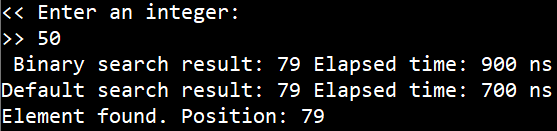 << Enter an integer:
>> 50
 Binary search result: 79 Elapsed time: 900 ns
Default search result: 79 Elapsed time: 700 ns
Element found. Position: 79